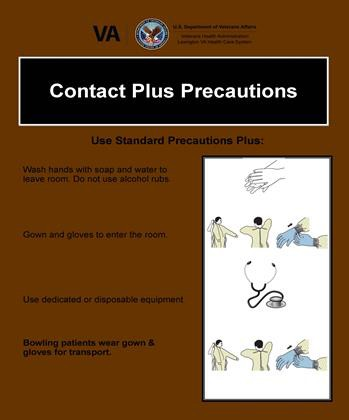 VA
U.S. Department of Veterans Affairs
Veterans Health Administration
Lexington VA Health Care System
Contact Plus Precautions
Use Standard Precautions Plus:
Wash hands with soap and water to
leave room. Do not use alcohol rubs
Gown and gloves to enter the room.
Use dedicated or disposable equipment
Bowling patients wear gown &
gloves for transport.